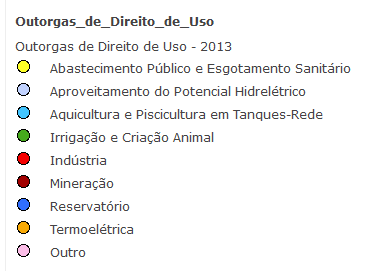 Outorgas_de_Direito_de_Uso
Outorgas de Direito de Uso - 2013
Abastecimento Público e Esgotamento Sanitário
Aproveitamento do Potencial Hidrelétrico
Aquicultura e Piscicultura em Tanques-Rede
Irrigação e Criação Animal
Indústria
Mineração
Reservatório
Termoelétrica
Outro